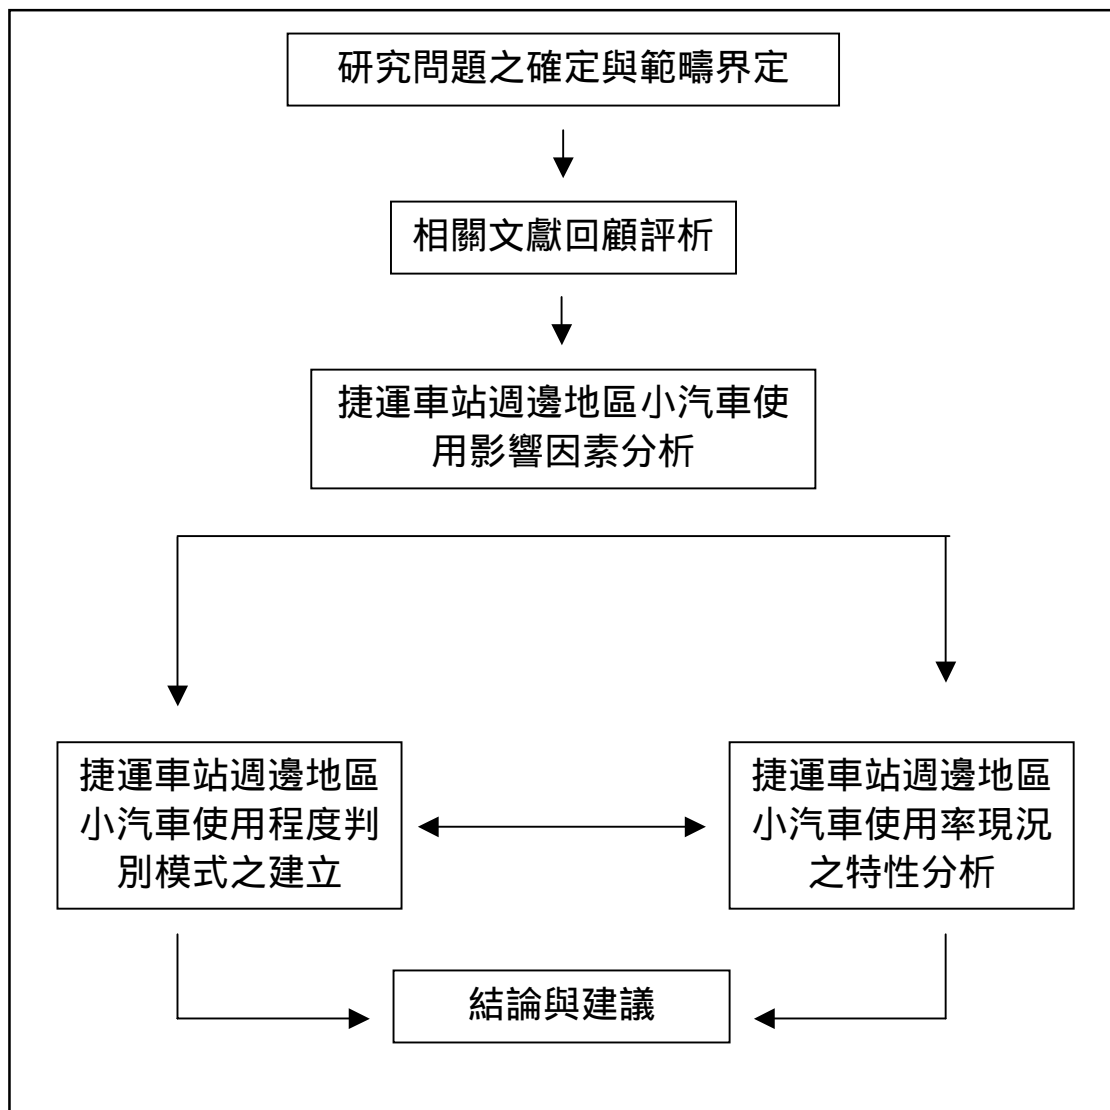 研究問題之確定與範疇界定
相關文獻回顧評析
捷運車站週邊地區小汽車使
用影響因素分析
捷運車站週邊地區
小汽車使用程度判
別模式之建立
捷運車站週邊地區
小汽車使用率現況
之特性分析
結論與建議